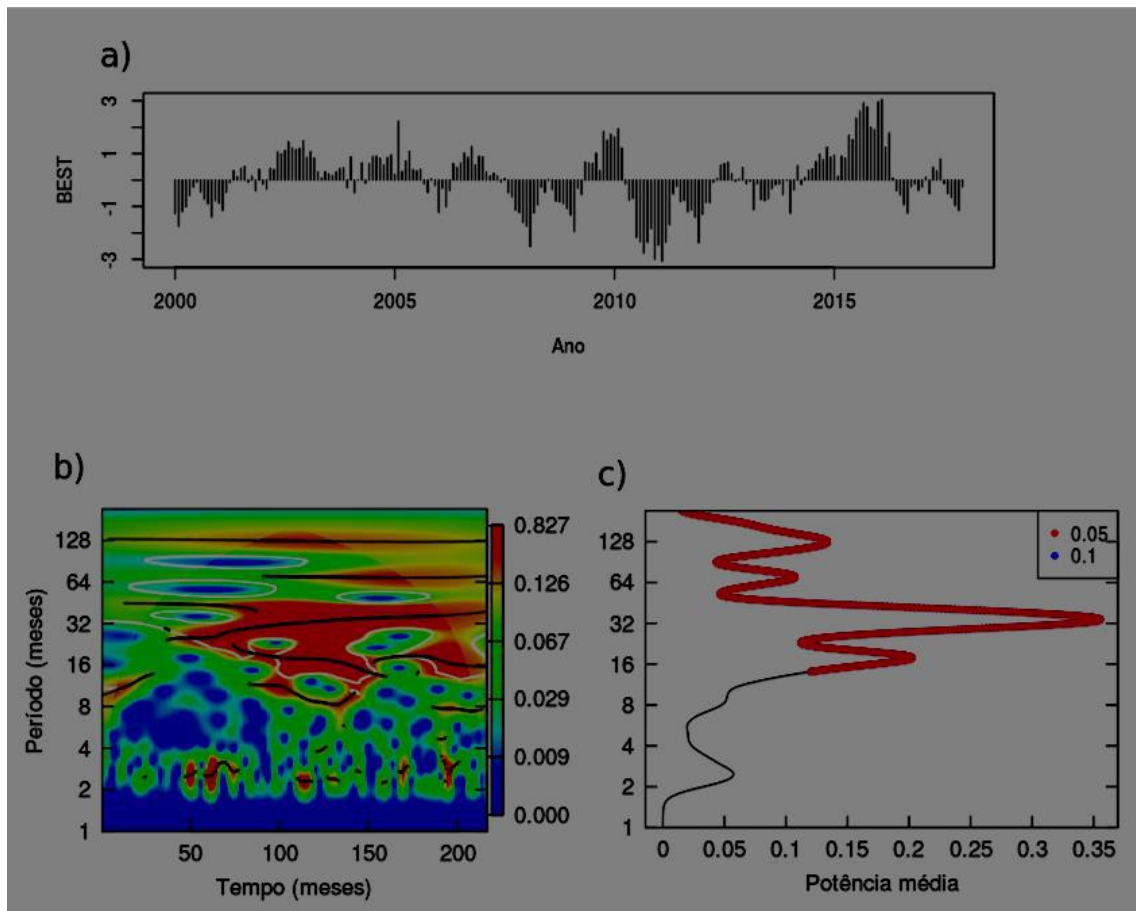 a)
BEST
3
1
-1
-3
2000 2005 2010 2015
Ano
b)
Período (meses)
128
64
32
16
8
4
2
1
50 100 150 200
Tempo (meses)
0.827
0.126
0.067
0.029
0.009
0.000
c)
0.05
0.1
128
64
32
16
8
4
2
1
0 0.05 0.1 0.15 0.2 0.25 0.3 0.35
Potência média